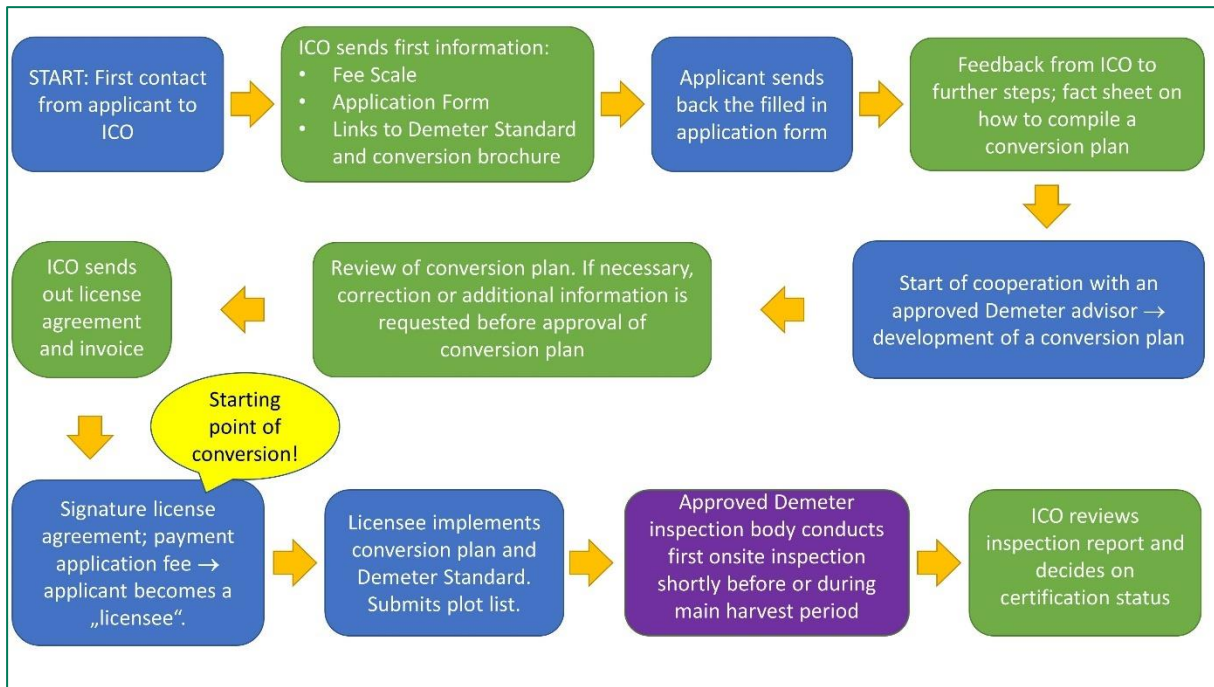 START: First contact
from applicant to
ICO
ICO sends first information:
• Fee Scale
• Application Form
• Links to Demeter Standard
and conversion brochure
Applicant sends
back the filled in
application form
Feedback from ICO to
further steps; fact sheet on
how to compile a
conversion plan
Start of cooperation with an
approved Demeter advisor →
development of a conversion plan
Review of conversion plan. If necessary,
correction or additional information is
requested before approval of
conversion plan
ICO sends
out license
agreement
and invoice
Starting
point of
conversion!
Signature license
agreement; payment
application fee →
applicant becomes a
„licensee“.
Licensee implements
conversion plan and
Demeter Standard.
Submits plot list.
Approved Demeter
inspection body conducts
first onsite inspection
shortly before or during
main harvest period
ICO reviews
inspection report and
decides on
certification status